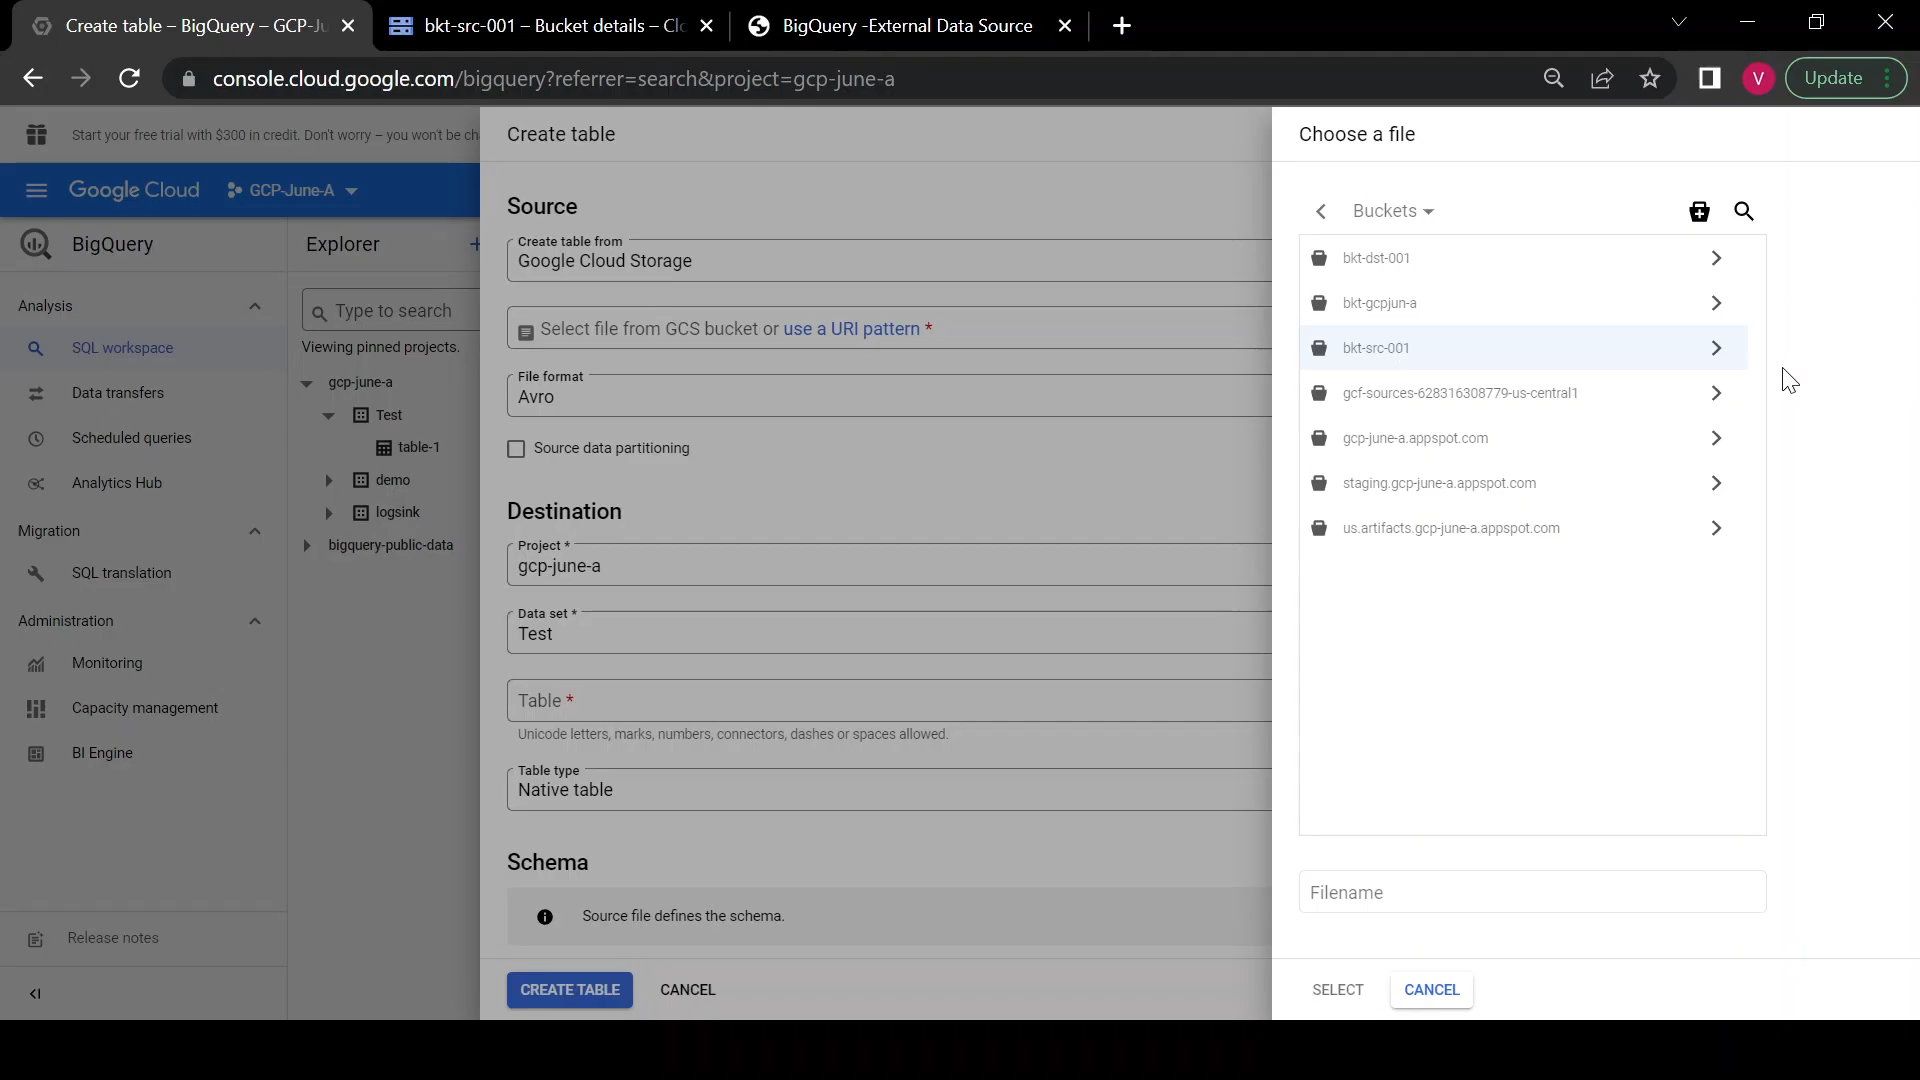 Create table – BigQuery – GCP-Ju
bkt-src-001 – Bucket details – Clo
BigQuery -External Data Source
console.cloud.google.com/bigquery?referrer=search&project=gcp-june-a
V
Update
Start your free trial with $300 in credit. Don't worry – you won't be ch
Google Cloud
GCP-June-A
BigQuery
Analysis
SQL workspace
Data transfers
Scheduled queries
Analytics Hub
Migration
SQL translation
Administration
Monitoring
Capacity management
BI Engine
Release notes
Explorer
Type to search
Viewing pinned projects.
gcp-june-a
Test
table-1
demo
logsink
bigquery-public-data
Create table
Source
Create table from
Google Cloud Storage
Select file from GCS bucket or use a URI pattern *
File format
Avro
Source data partitioning
Destination
Project *
gcp-june-a
Data set *
Test
Table *
Unicode letters, marks, numbers, connectors, dashes or spaces allowed.
Table type
Native table
Schema
Source file defines the schema.
CREATE TABLE
CANCEL
Choose a file
Buckets
bkt-dst-001
bkt-gcpjun-a
bkt-src-001
gcf-sources-628316308779-us-central1
gcp-june-a.appspot.com
staging.gcp-june-a.appspot.com
us.artifacts.gcp-june-a.appspot.com
Filename
SELECT
CANCEL